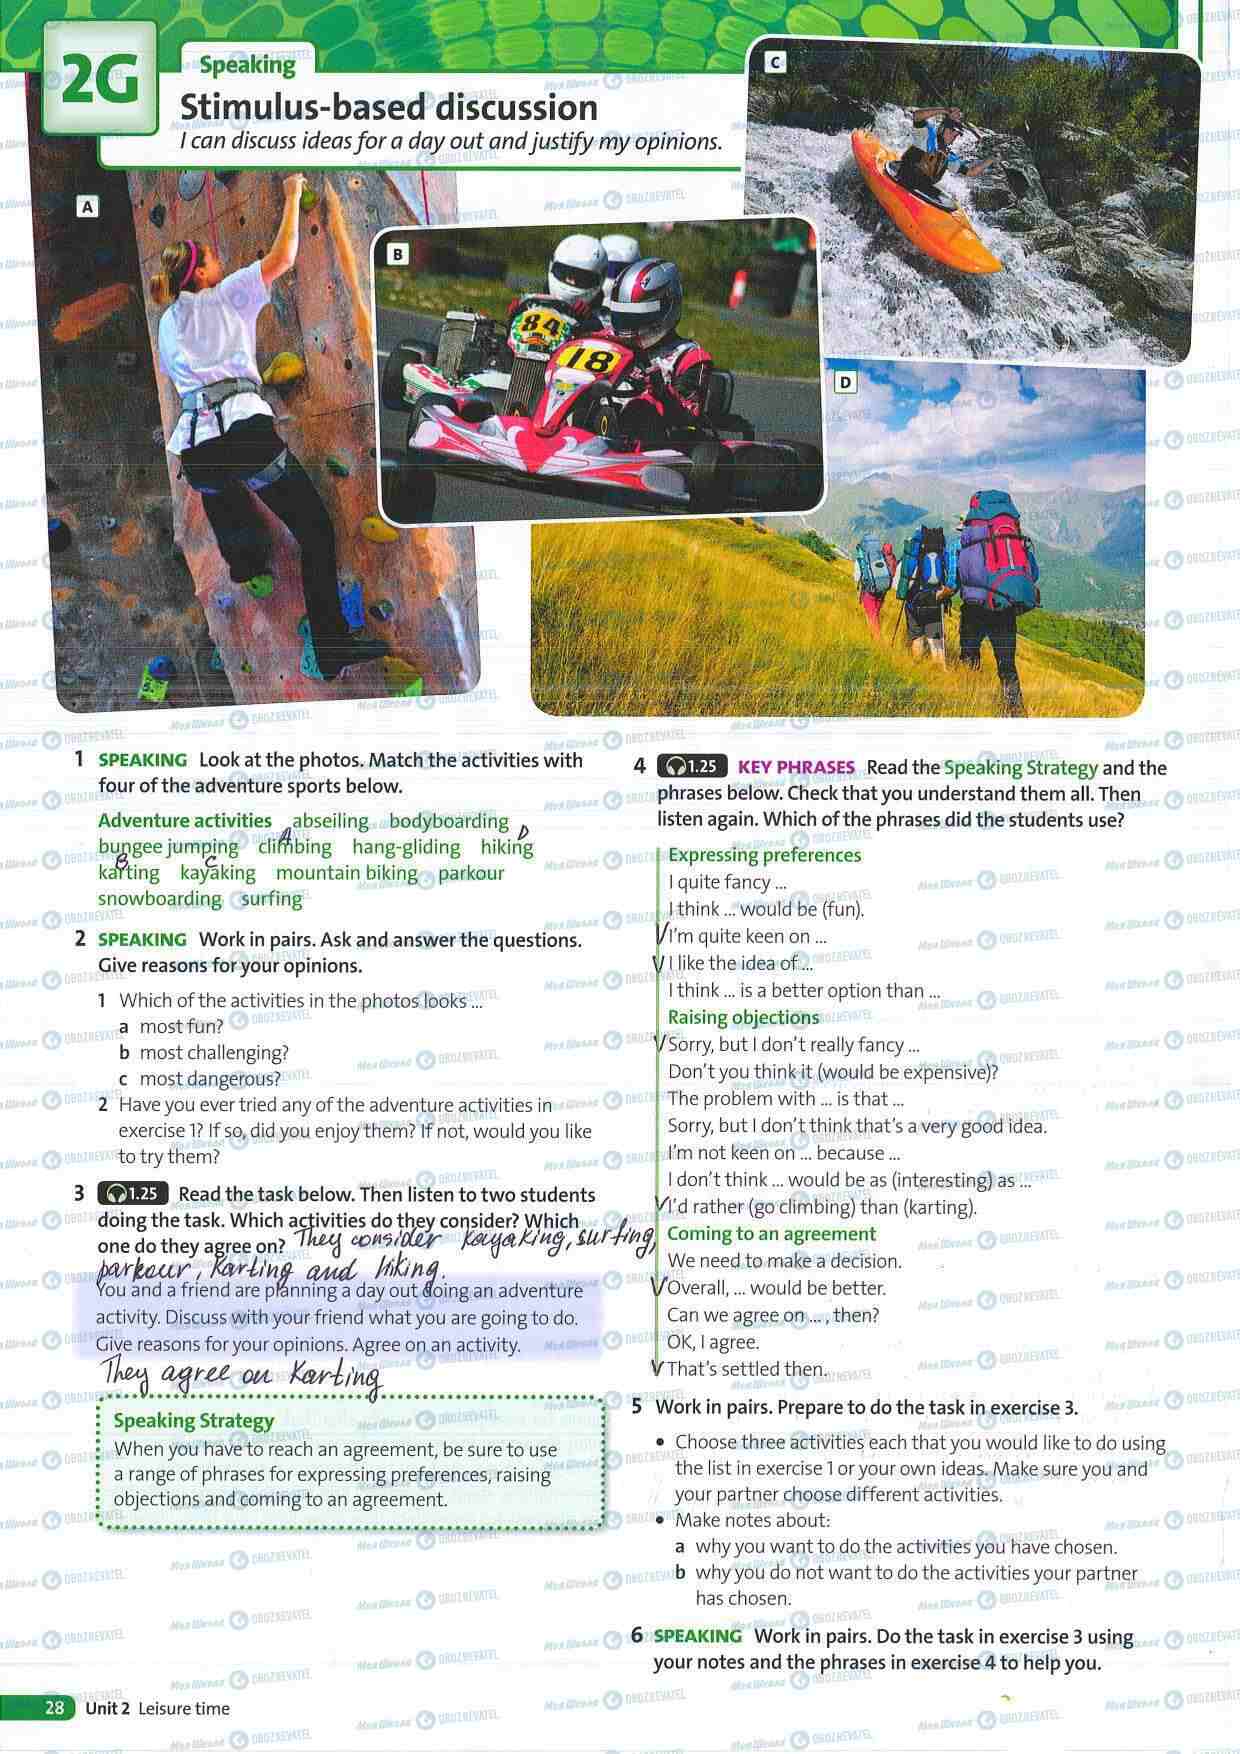 2G
Speaking
Stimulus-based discussion
I can discuss ideas for a day out and justify my opinions.
A
B
84
18
C
D
1 SPEAKING Look at the photos. Match the activities with
four of the adventure sports below.
Adventure activities abseiling bodyboarding
A D
bungee jumping climbing hang-gliding hiking
B C
karting kayaking mountain biking parkour
snowboarding surfing
2 SPEAKING Work in pairs. Ask and answer the questions.
Give reasons for your opinions.
1 Which of the activities in the photos looks ...
a most fun?
b most challenging?
c most dangerous?
2 Have you ever tried any of the adventure activities in
exercise 1? If so, did you enjoy them? If not, would you like
to try them?
3 1.25 Read the task below. Then listen to two students
doing the task. Which activities do they consider? Which
one do they agree on? They consider kayaking, surfing,
parkour, karting and hiking.
You and a friend are planning a day out doing an adventure
activity. Discuss with your friend what you are going to do.
Give reasons for your opinions. Agree on an activity.
They agree on Karting
Speaking Strategy
When you have to reach an agreement, be sure to use
a range of phrases for expressing preferences, raising
objections and coming to an agreement.
4 1.25 KEY PHRASES Read the Speaking Strategy and the
phrases below. Check that you understand them all. Then
listen again. Which of the phrases did the students use?
Expressing preferences
I quite fancy ...
I think ... would be (fun).
√ I'm quite keen on ...
√ I like the idea of ...
I think ... is a better option than ...
Raising objections
√ Sorry, but I don't really fancy ...
Don't you think it (would be expensive)?
The problem with ... is that ...
Sorry, but I don't think that's a very good idea.
I'm not keen on ... because ...
I don't think ... would be as (interesting) as ...
√ I'd rather (go climbing) than (karting).
Coming to an agreement
We need to make a decision.
√ Overall, ... would be better.
Can we agree on ... , then?
OK, I agree.
√ That's settled then.
5 Work in pairs. Prepare to do the task in exercise 3.
• Choose three activities each that you would like to do using
the list in exercise 1 or your own ideas. Make sure you and
your partner choose different activities.
• Make notes about:
a why you want to do the activities you have chosen.
b why you do not want to do the activities your partner
has chosen.
6 SPEAKING Work in pairs. Do the task in exercise 3 using
your notes and the phrases in exercise 4 to help you.
28 Unit 2 Leisure time
Моя Школа OBOZREVATEL